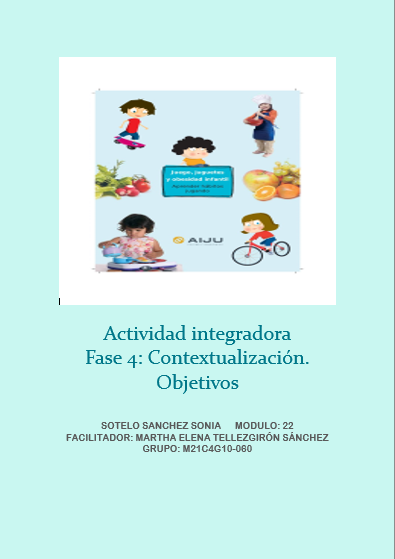 Juego, juguetes
y obesidad infantil
AIJU
Actividad integradora
Fase 4: Contextualización.
Objetivos
SOTELO SANCHEZ SONIA MODULO: 22
FACILITADOR: MARTHA ELENA TELLEZGIRÓN SÁNCHEZ
GRUPO: M21C4G10-060